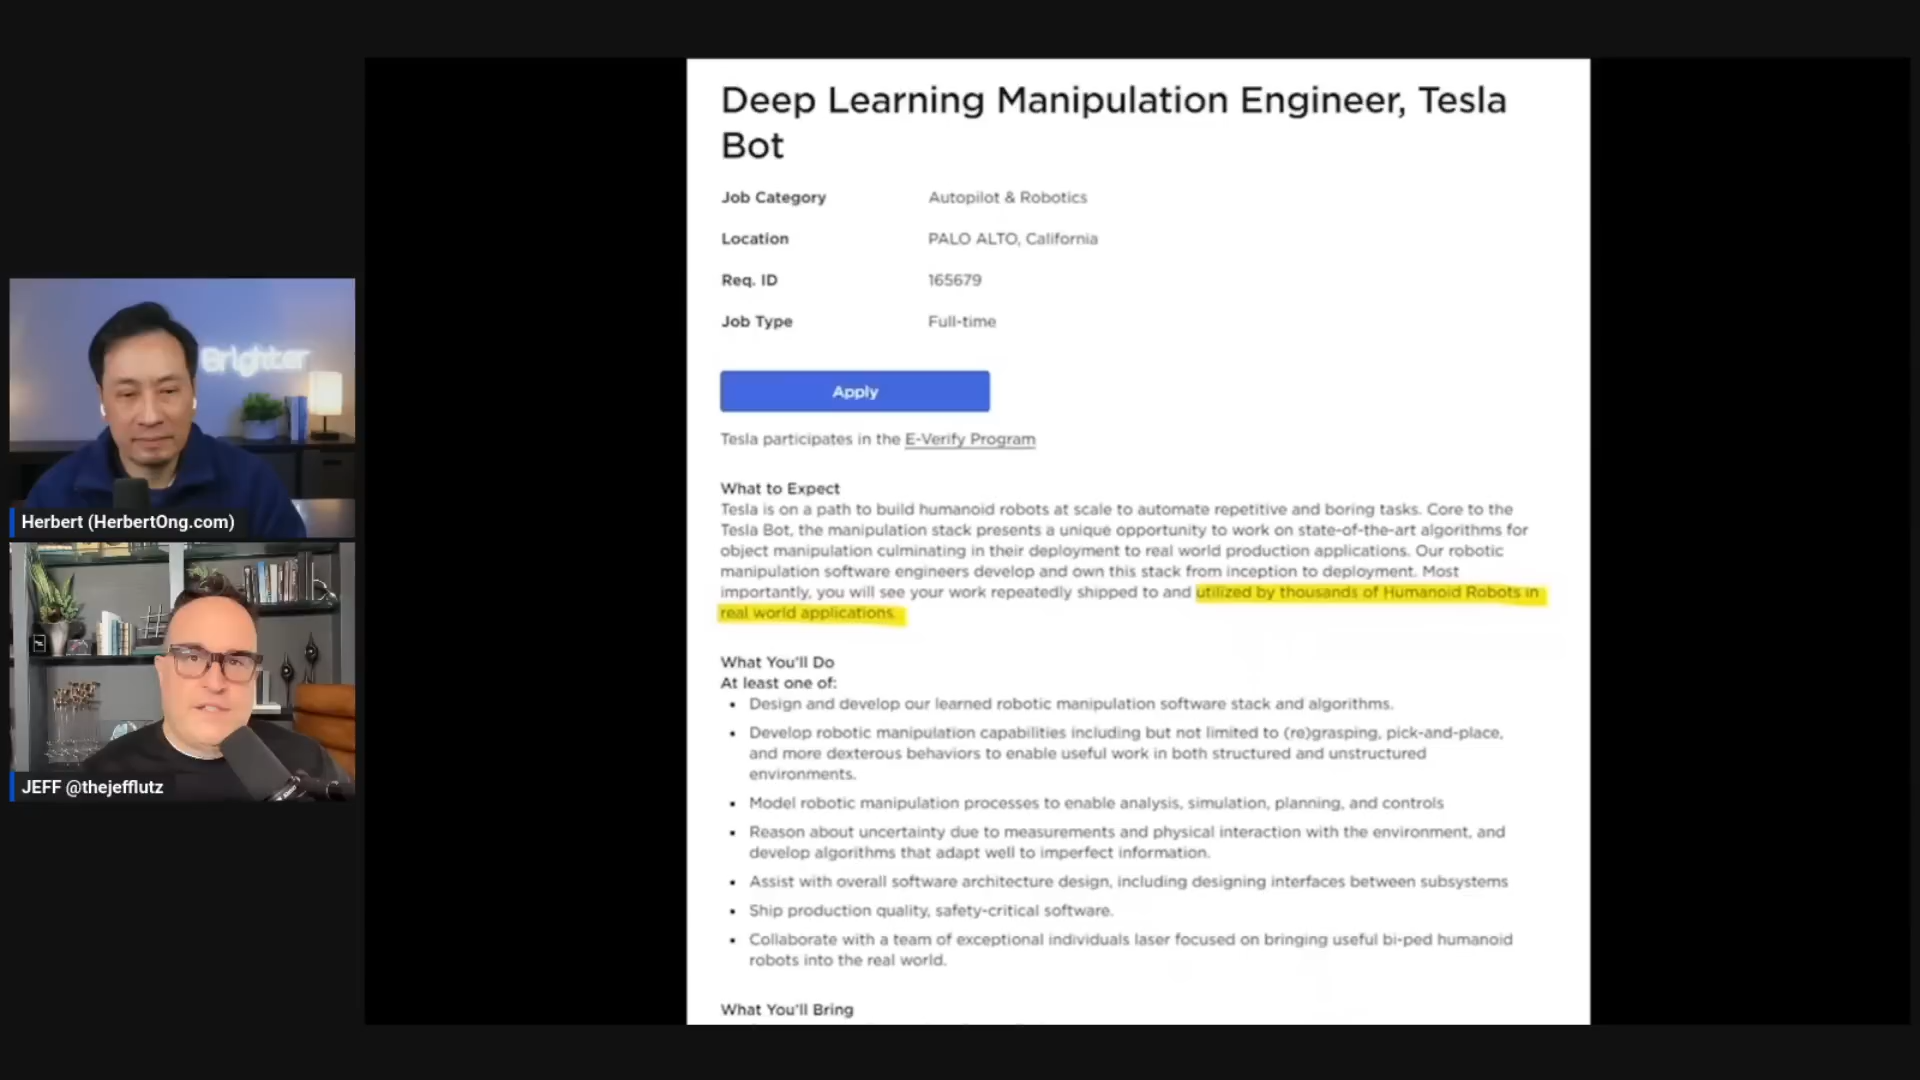 Deep Learning Manipulation Engineer, Tesla
Bot
Job Category Autopilot & Robotics
Location PALO ALTO, California
Req. ID 165679
Job Type Full-time
Apply
Tesla participates in the E-Verify Program
What to Expect
Tesla is on a path to build humanoid robots at scale to automate repetitive and boring tasks. Core to the
Tesla Bot, the manipulation stack presents a unique opportunity to work on state-of-the-art algorithms for
object manipulation culminating in their deployment to real world production applications. Our robotic
manipulation software engineers develop and own this stack from inception to deployment. Most
importantly, you will see your work repeatedly shipped to and utilized by thousands of Humanoid Robots in
real world applications.
What You'll Do
At least one of:
• Design and develop our learned robotic manipulation software stack and algorithms.
• Develop robotic manipulation capabilities including but not limited to (re)grasping, pick-and-place,
and more dexterous behaviors to enable useful work in both structured and unstructured
environments.
• Model robotic manipulation processes to enable analysis, simulation, planning, and controls
• Reason about uncertainty due to measurements and physical interaction with the environment, and
develop algorithms that adapt well to imperfect information.
• Assist with overall software architecture design, including designing interfaces between subsystems
• Ship production quality, safety-critical software.
• Collaborate with a team of exceptional individuals laser focused on bringing useful bi-ped humanoid
robots into the real world.
What You'll Bring
Brighter
Herbert (HerbertOng.com)
JEFF @thejefflutz